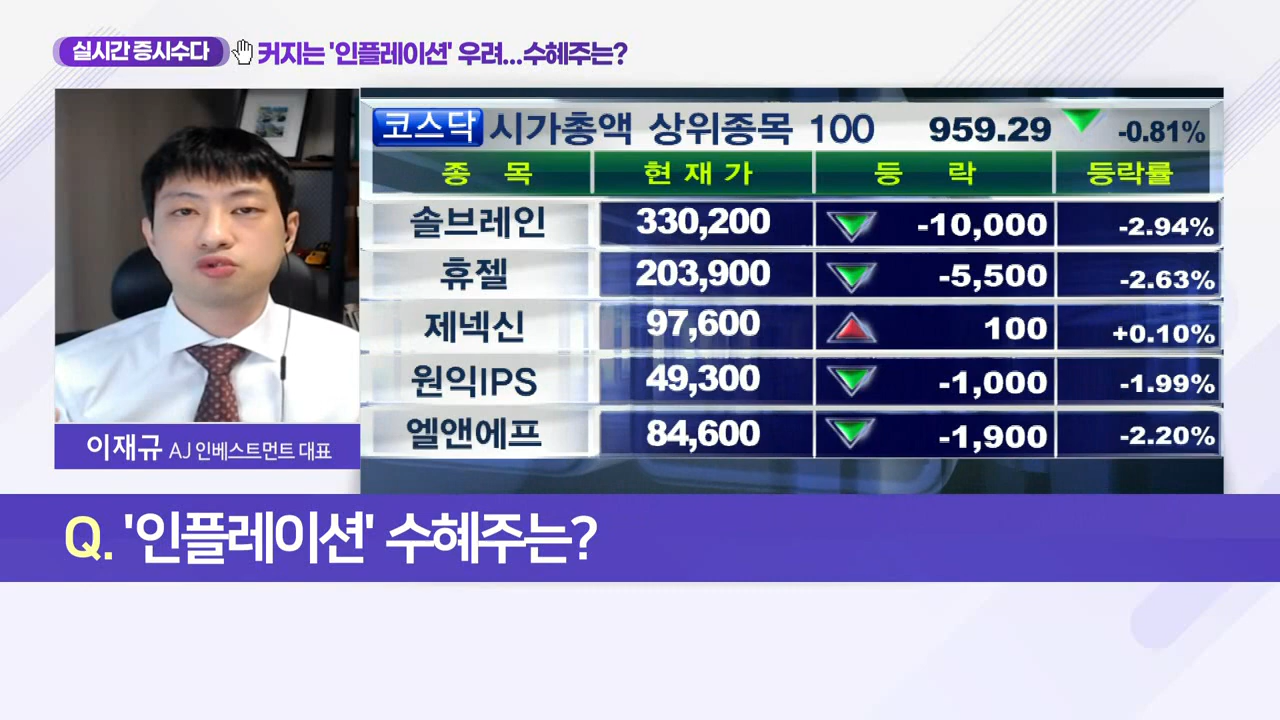 실시간 증시수다 커지는 '인플레이션' 우려...수혜주는?
코스닥 시가총액 상위종목 100 959.29 -0.81%
종 목 현 재 가 등 락 등락률
솔브레인 330,200 -10,000 -2.94%
휴젤 203,900 -5,500 -2.63%
제넥신 97,600 100 +0.10%
원익IPS 49,300 -1,000 -1.99%
엘앤에프 84,600 -1,900 -2.20%
이재규 AJ 인베스트먼트 대표
Q. '인플레이션' 수혜주는?